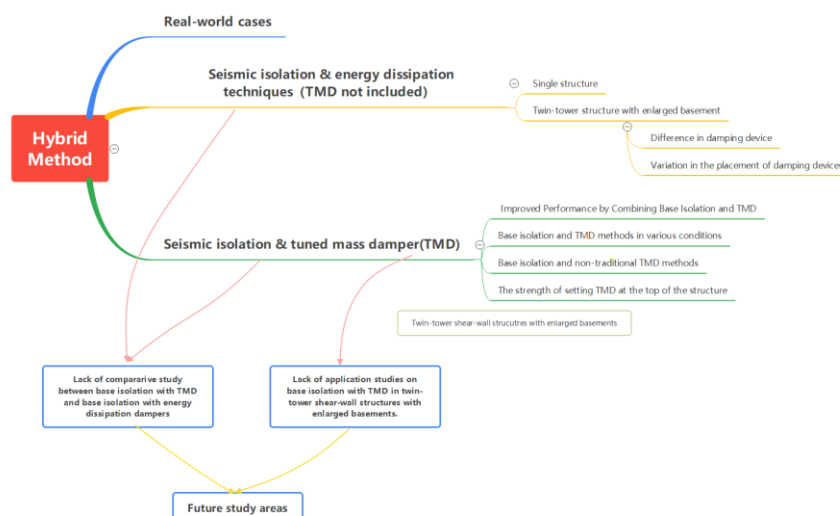 Real-world cases
Seismic isolation & energy dissipation
techniques (TMD not included)
Single structure
Twin-tower structure with enlarged basement
Difference in damping device
Variation in the placement of damping devices
Hybrid
Method
Improved Performance by Combining Base Isolation and TMD
Base isolation and TMD methods in various conditions
Seismic isolation & tuned mass damper(TMD)
Base isolation and non-traditional TMD methods
The strength of setting TMD at the top of the structure
Twin-tower shear-wall strucutres with enlarged basements
Lack of compararive study
between base isolation with TMD
and base isolation with energy
dissipation dampers
Lack of application studies on
base isolation with TMD in twin-
tower shear-wall structures with
enlarged basements.
Future study areas